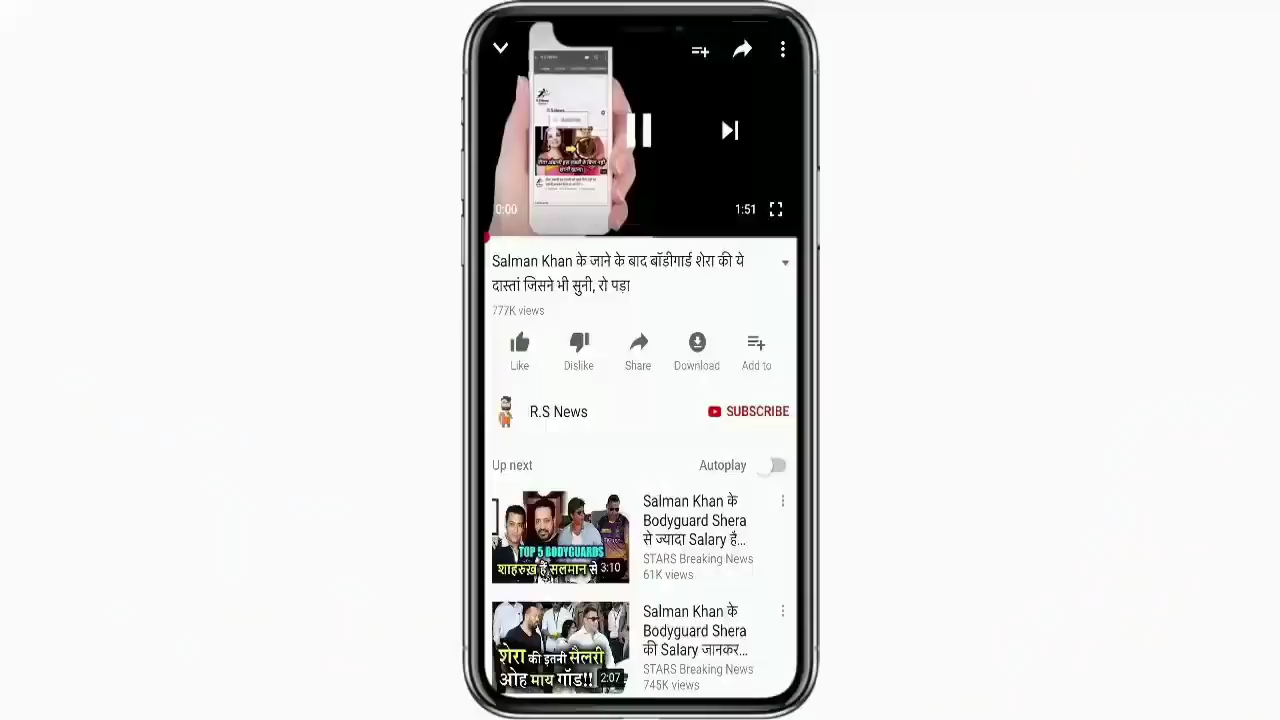 0:00
1:51
Salman Khan के जाने के बाद बॉडीगार्ड शेरा की ये
दास्तां जिसने भी सुनी, रो पड़ा
777K views
Like
Dislike
Share
Download
Add to
R.S News
SUBSCRIBE
Up next
Autoplay
TOP 5 BODYGUARDS
शाहरुख़ हैं सलमान से
3:10
Salman Khan के
Bodyguard Shera
से ज्यादा Salary है...
STARS Breaking News
61K views
शेरा की इतनी सैलरी
ओह माय गॉड!!
2:07
Salman Khan के
Bodyguard Shera
की Salary जानकर...
STARS Breaking News
745K views